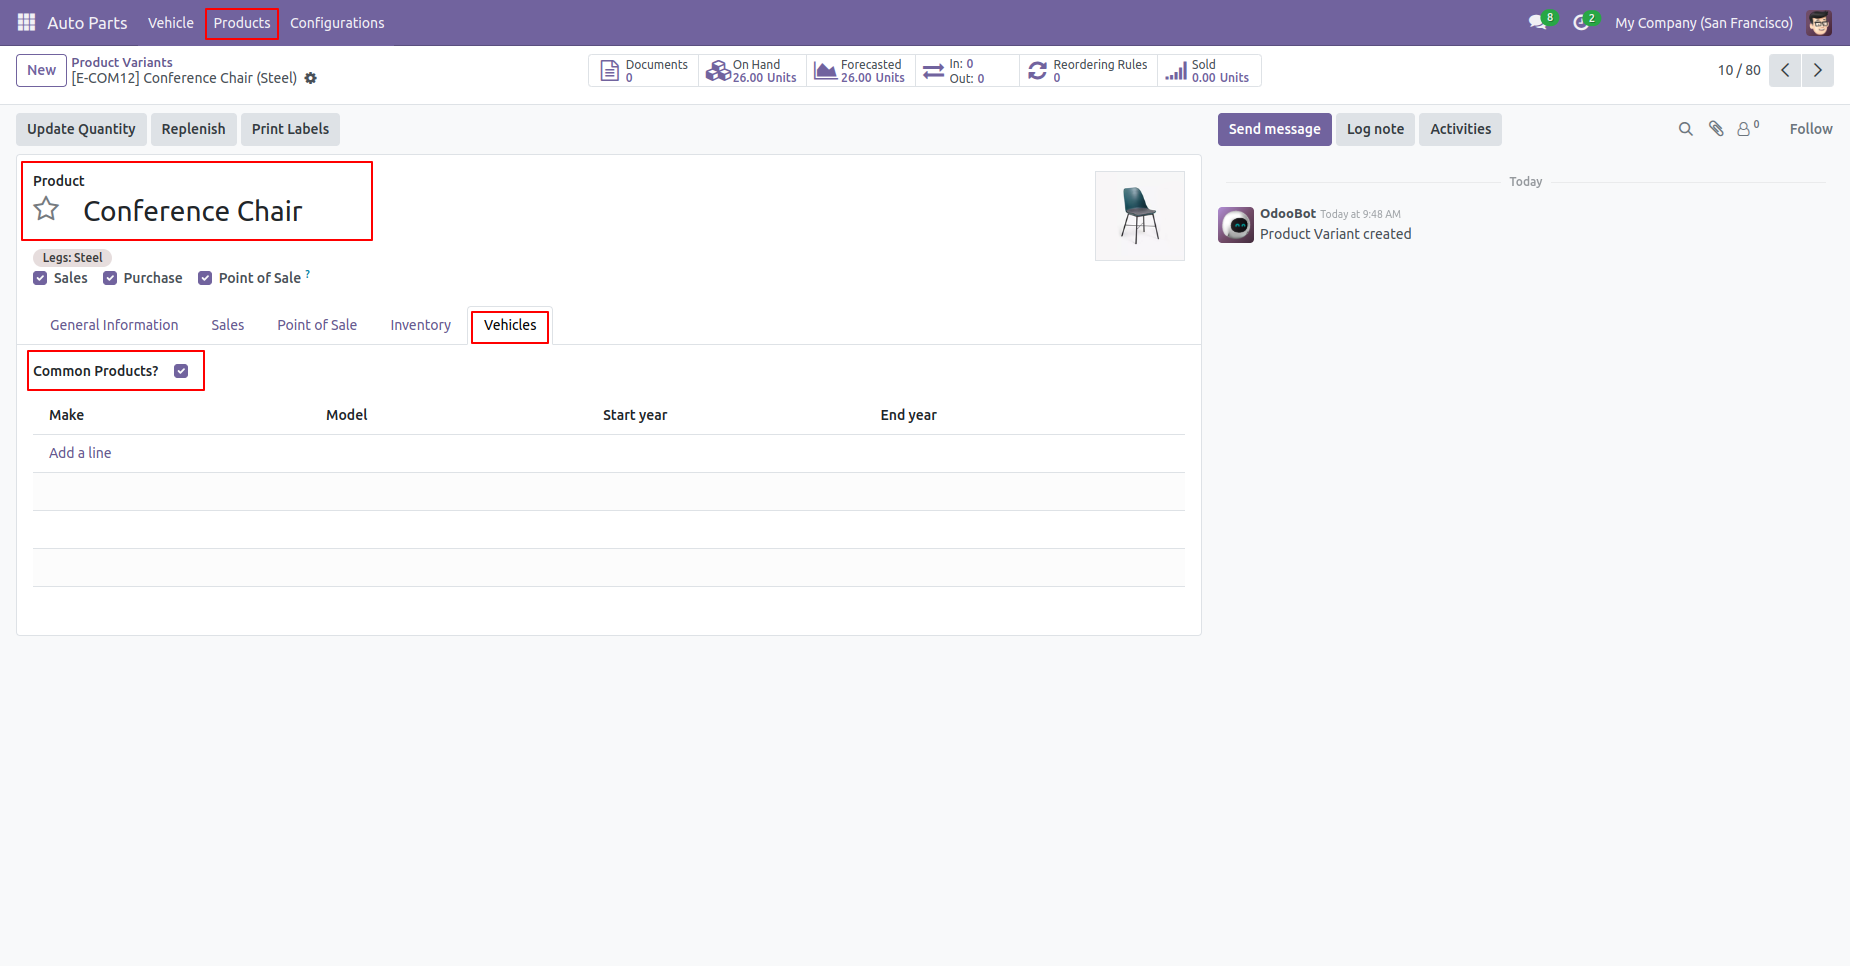 Auto Parts Vehicle Products Configurations 8 2 My Company (San Francisco)
New Product Variants
[E-COM12] Conference Chair (Steel)
Documents
0
On Hand
26.00 Units
Forecasted
26.00 Units
In: 0
Out: 0
Reordering Rules
0
Sold
0.00 Units
10 / 80
Update Quantity Replenish Print Labels
Send message Log note Activities 0 Follow
Product
Conference Chair
Legs: Steel
Sales Purchase Point of Sale ?
General Information Sales Point of Sale Inventory Vehicles
Common Products?
Make Model Start year End year
Add a line
Today
OdooBot Today at 9:48 AM
Product Variant created